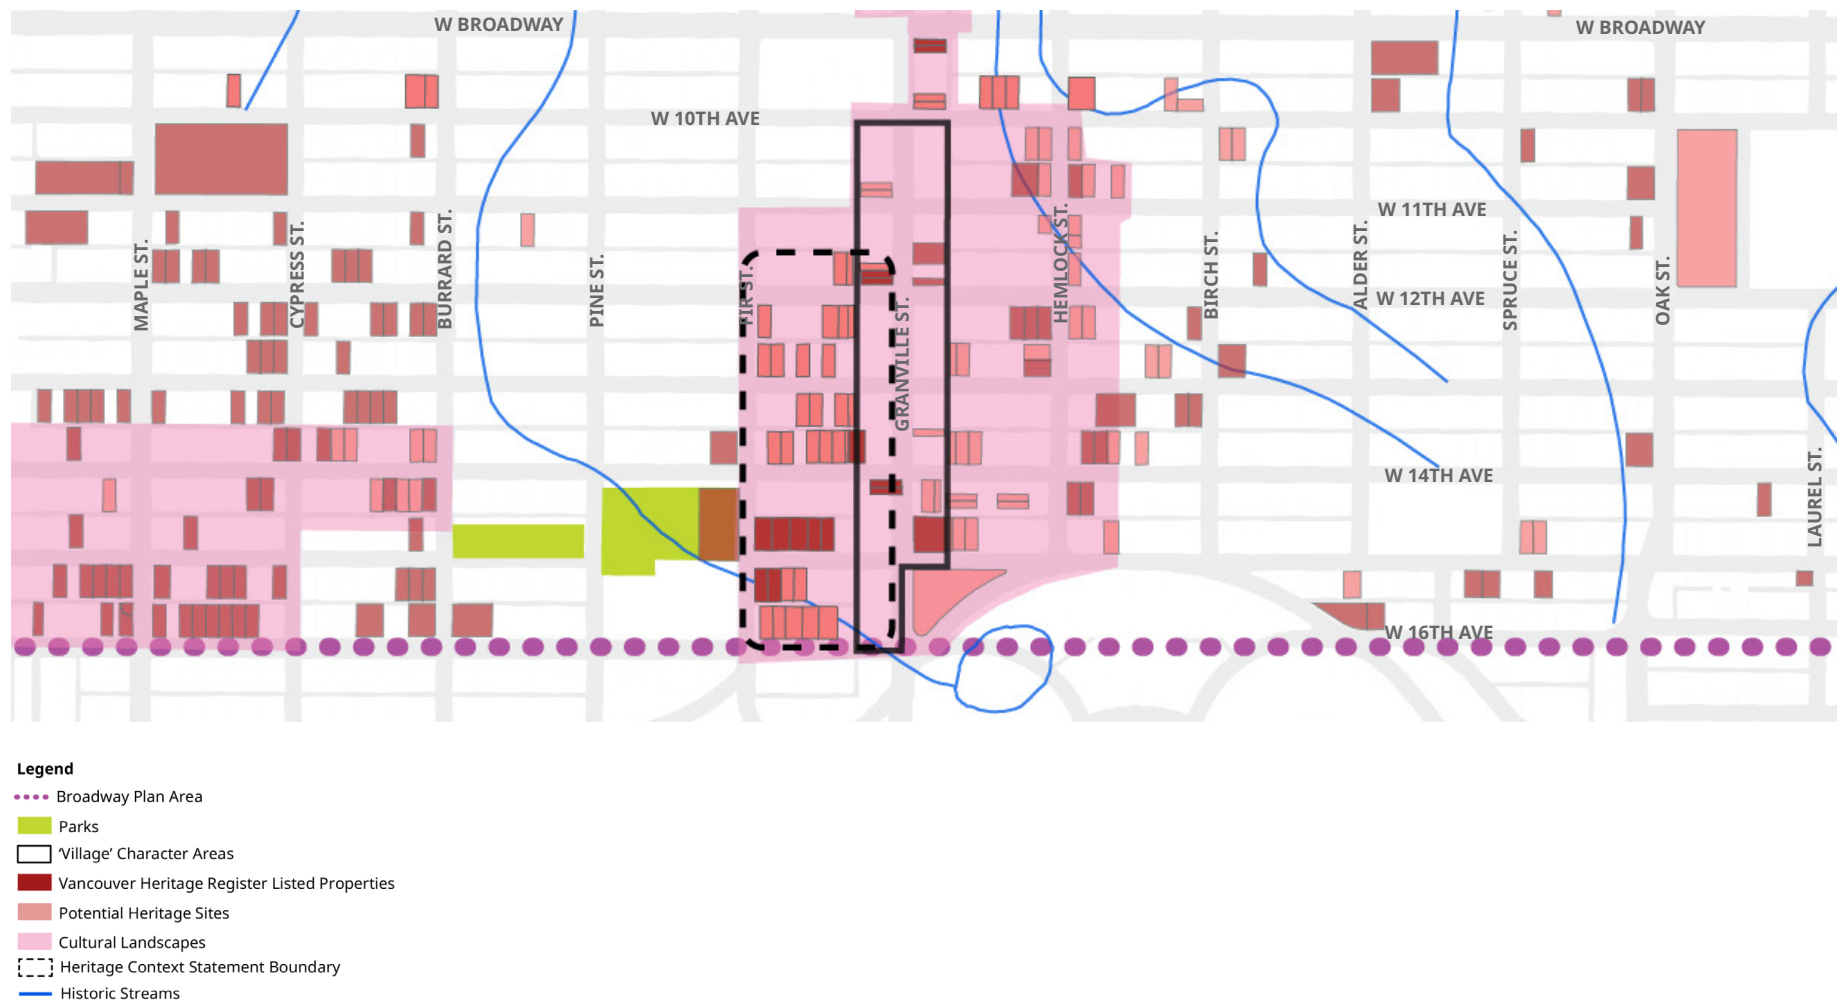 W BROADWAY
W BROADWAY
W 10TH AVE
W 11TH AVE
W 12TH AVE
MAPLE ST.
CYPRESS ST.
BURRARD ST.
PINE ST.
FIR ST.
GRANVILLE ST.
HEMLOCK ST.
BIRCH ST.
ALDER ST.
SPRUCE ST.
OAK ST.
LAUREL ST.
W 14TH AVE
W 16TH AVE
Legend
Broadway Plan Area
Parks
‘Village’ Character Areas
Vancouver Heritage Register Listed Properties
Potential Heritage Sites
Cultural Landscapes
Heritage Context Statement Boundary
Historic Streams